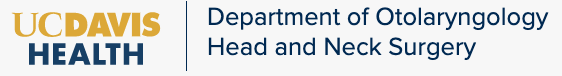 UCDAVIS
HEALTH
Department of Otolaryngology
Head and Neck Surgery